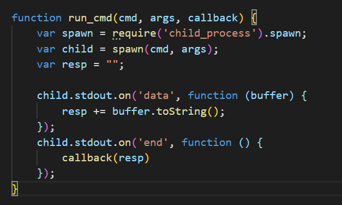 function run_cmd(cmd, args, callback) {
    var spawn = require('child_process').spawn;
    var child = spawn(cmd, args);
    var resp = "";

    child.stdout.on('data', function (buffer) {
        resp += buffer.toString();
    });
    child.stdout.on('end', function () {
        callback(resp)
    });
}